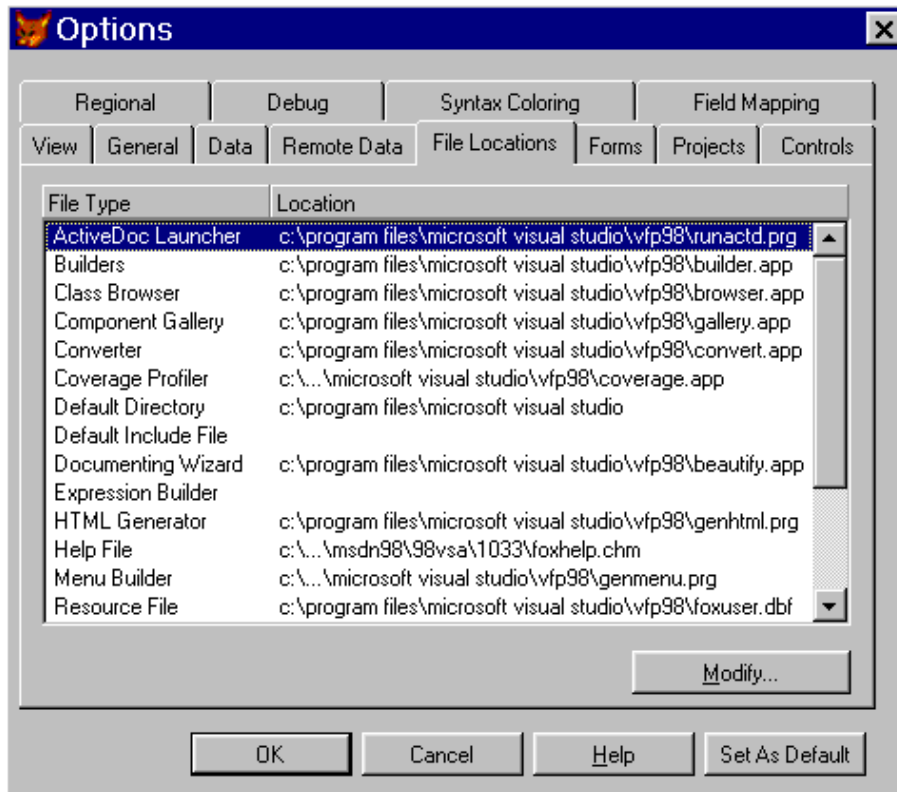 Options
Regional Debug Syntax Coloring Field Mapping
View General Data Remote Data File Locations Forms Projects Controls
File Type Location
ActiveDoc Launcher c:\program files\microsoft visual studio\vfp98\runactd.prg
Builders c:\program files\microsoft visual studio\vfp98\builder.app
Class Browser c:\program files\microsoft visual studio\vfp98\browser.app
Component Gallery c:\program files\microsoft visual studio\vfp98\gallery.app
Converter c:\program files\microsoft visual studio\vfp98\convert.app
Coverage Profiler c:\...\microsoft visual studio\vfp98\coverage.app
Default Directory c:\program files\microsoft visual studio
Default Include File
Documenting Wizard c:\program files\microsoft visual studio\vfp98\beautify.app
Expression Builder
HTML Generator c:\program files\microsoft visual studio\vfp98\genhtml.prg
Help File c:\...\msdn98\98vsa\1033\foxhelp.chm
Menu Builder c:\...\microsoft visual studio\vfp98\genmenu.prg
Resource File c:\program files\microsoft visual studio\vfp98\foxuser.dbf
Modify...
OK Cancel Help Set As Default